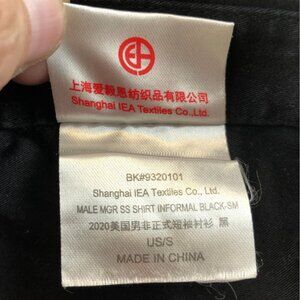 上海爱毅恩纺织品有限公司
Shanghai IEA Textiles Co., Ltd.
BK#9320101
Shanghai IEA Textiles Co., Ltd.
MALE MGR SS SHIRT INFORMAL BLACK-SM
2020美国男非正式短袖衬衫 黑
US/S
MADE IN CHINA